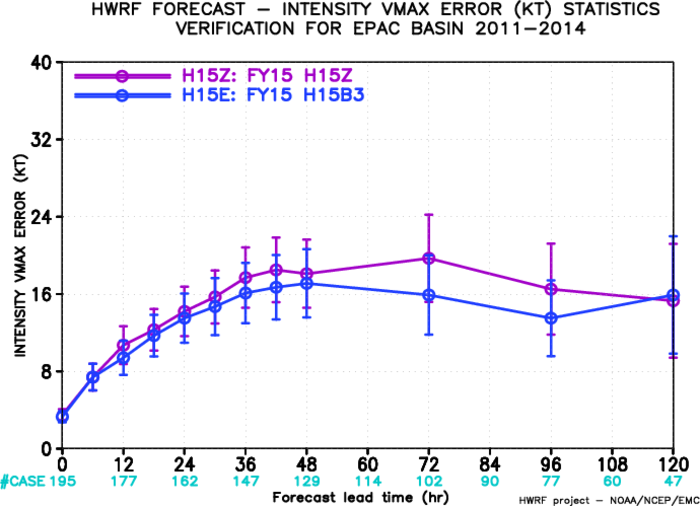 HWRF FORECAST – INTENSITY VMAX ERROR (KT) STATISTICS
VERIFICATION FOR EPAC BASIN 2011–2014
H15Z: FY15 H15Z
H15E: FY15 H15B3
INTENSITY VMAX ERROR (KT)
40
32
24
16
8
0
0 12 24 36 48 60 72 84 96 108 120
#CASE 195 177 162 147 129 114 102 90 77 60 47
Forecast lead time (hr)
HWRF project – NOAA/NCEP/EMC